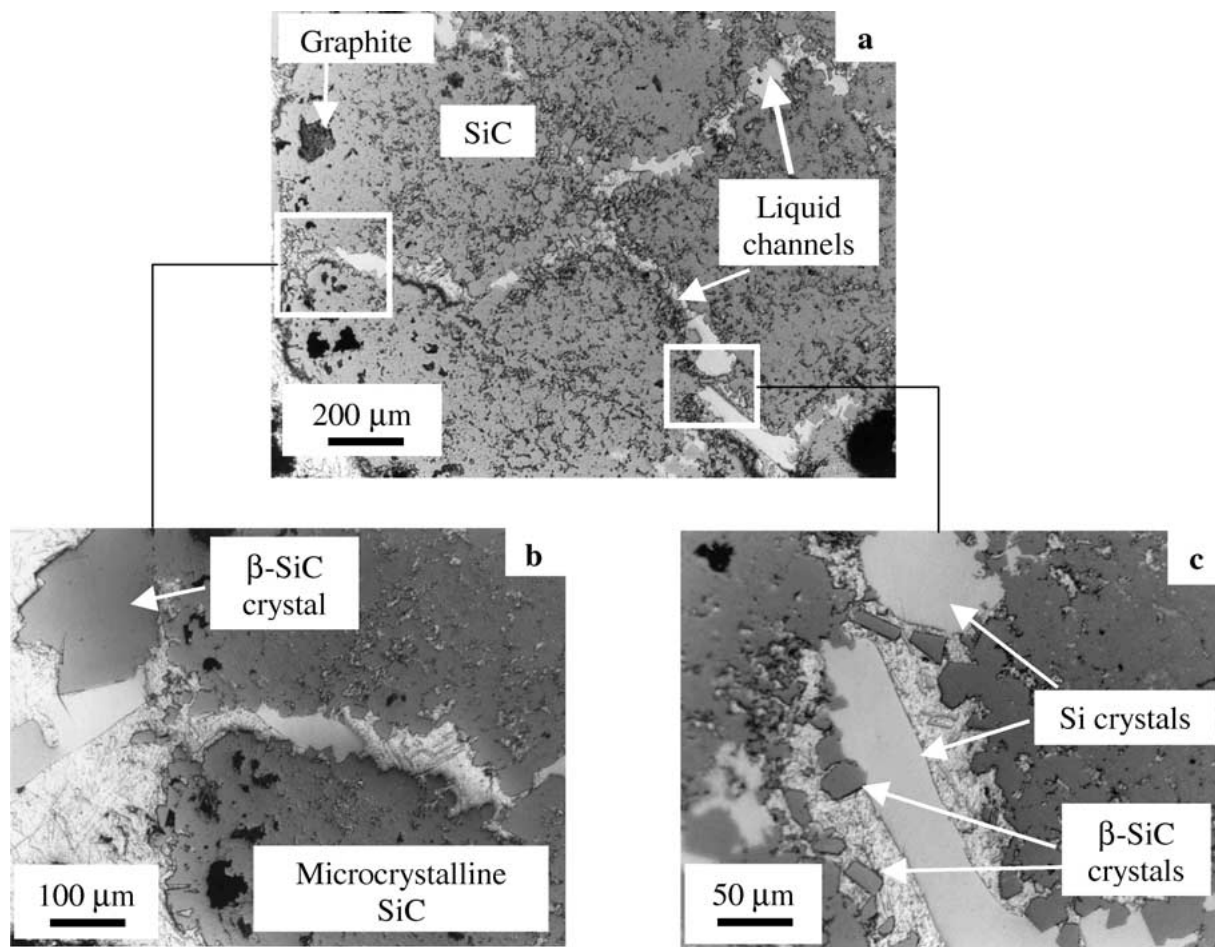 Graphite
a
SiC
Liquid
channels
200 μm
β-SiC
crystal
b
Microcrystalline
SiC
100 μm
c
Si crystals
β-SiC
crystals
50 μm